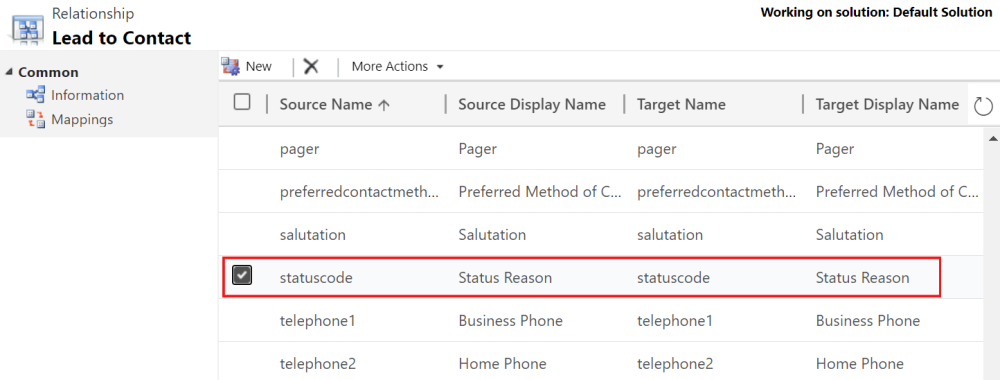 Relationship
Working on solution: Default Solution
Lead to Contact
Common
Information
Mappings
New
More Actions
Source Name Source Display Name Target Name Target Display Name
pager Pager pager Pager
preferredcontactmeth... Preferred Method of C... preferredcontactmeth... Preferred Method of C...
salutation Salutation salutation Salutation
statuscode Status Reason statuscode Status Reason
telephone1 Business Phone telephone1 Business Phone
telephone2 Home Phone telephone2 Home Phone